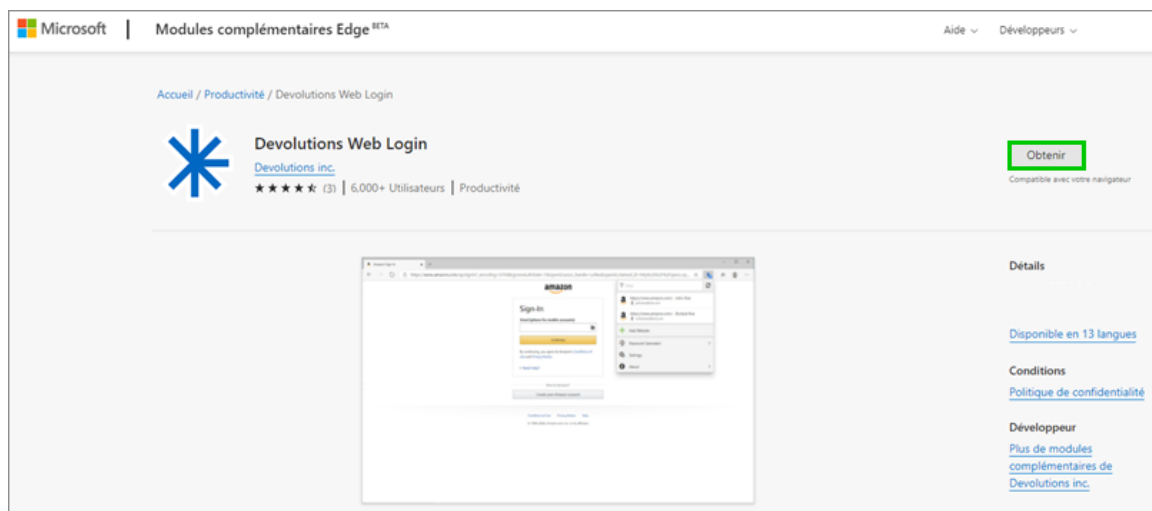 Microsoft
Modules complémentaires Edge BETA
Aide
Développeurs
Accueil / Productivité / Devolutions Web Login
Devolutions Web Login
Devolutions inc.
(3) | 6,000+ Utilisateurs | Productivité
Obtenir
Compatible avec votre navigateur
amazon
Sign-In
Détails
Disponible en 13 langues
Conditions
Politique de confidentialité
Développeur
Plus de modules
complémentaires de
Devolutions inc.